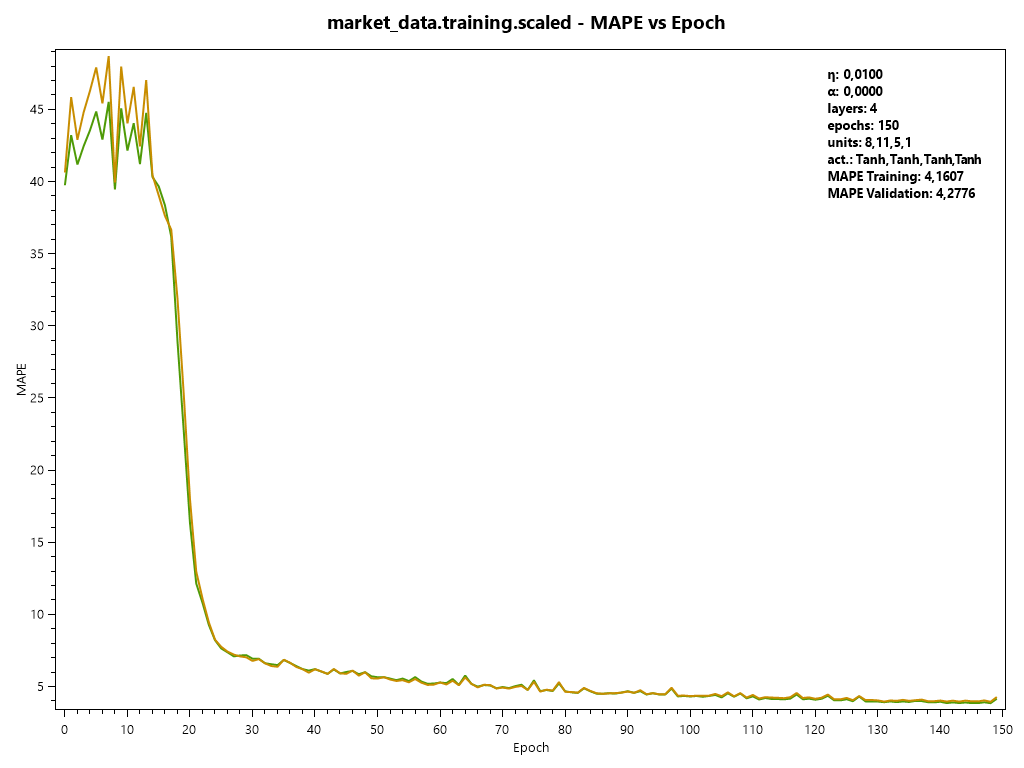 market_data.training.scaled - MAPE vs Epoch
η: 0,0100
α: 0,0000
layers: 4
epochs: 150
units: 8,11,5,1
act.: Tanh,Tanh,Tanh,Tanh
MAPE Training: 4,1607
MAPE Validation: 4,2776
45
40
35
30
25
20
15
10
5
MAPE
0 10 20 30 40 50 60 70 80 90 100 110 120 130 140 150
Epoch